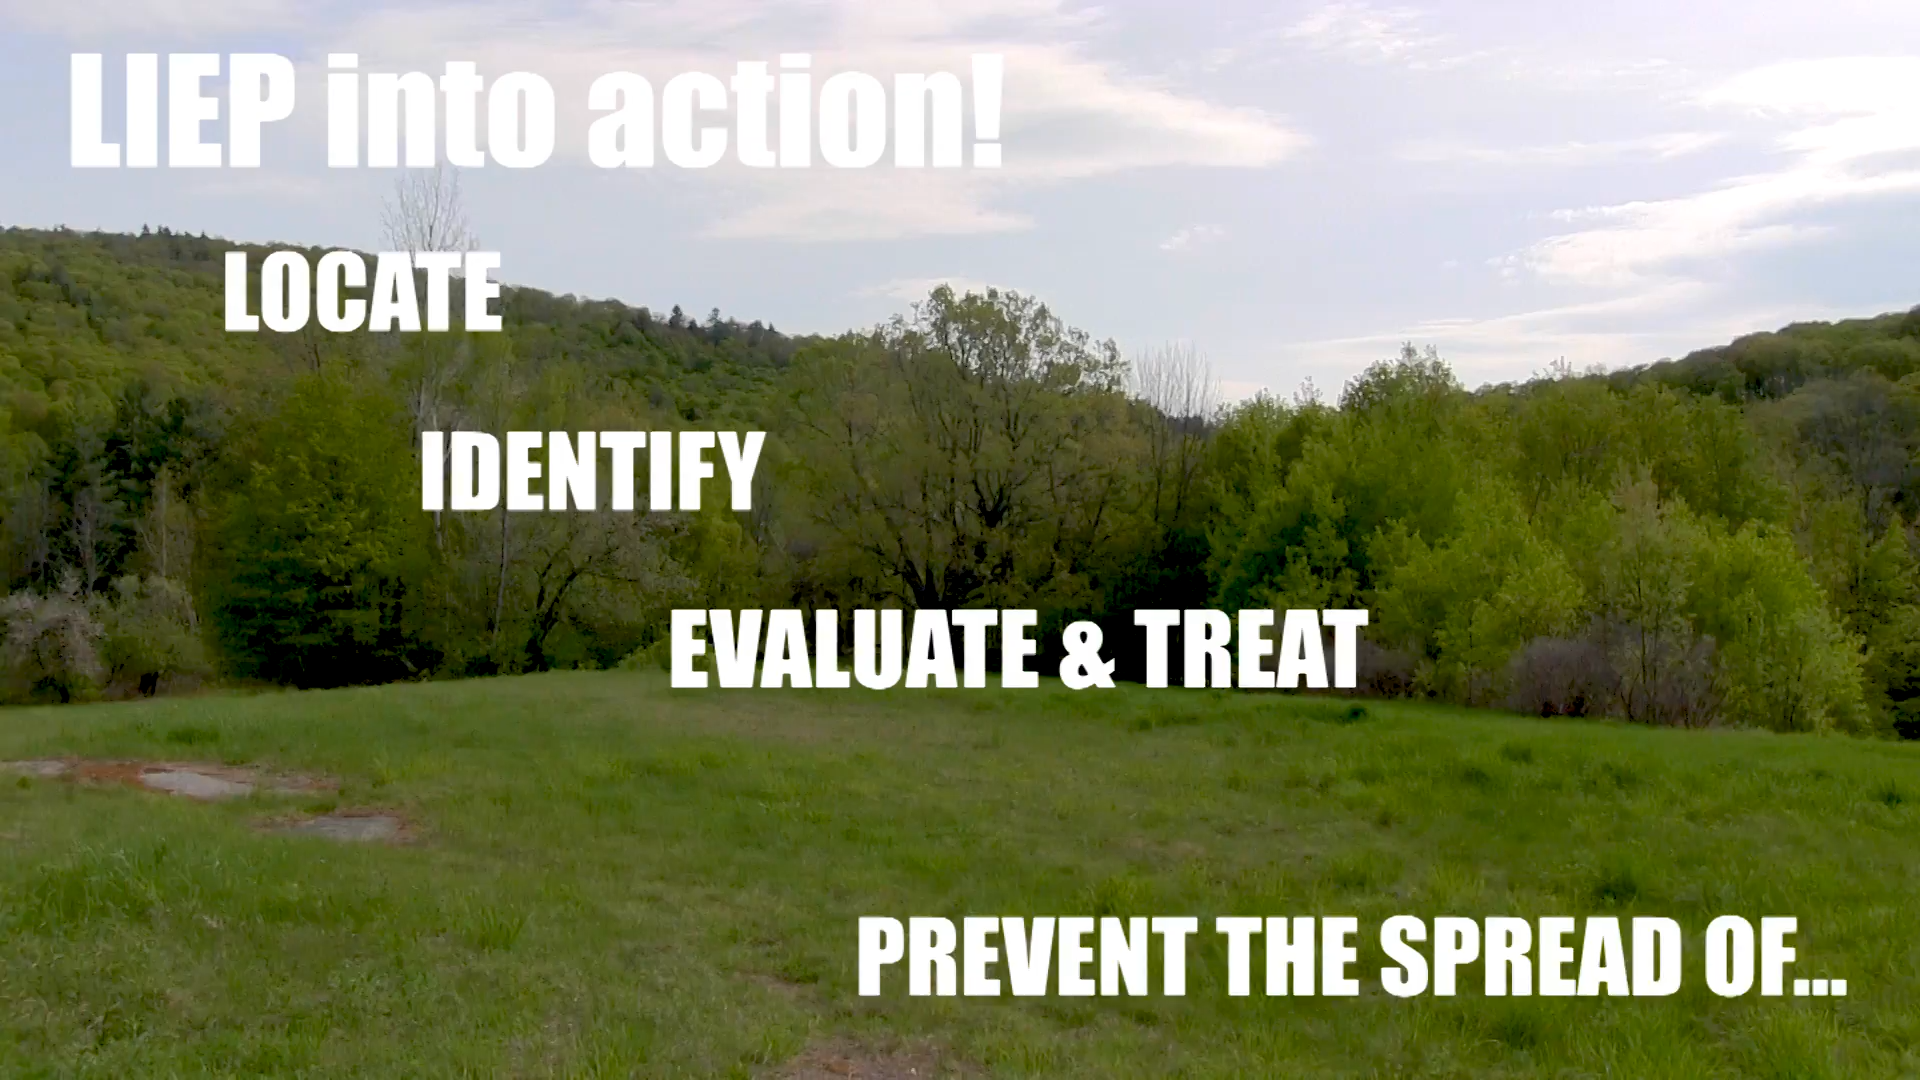 LIEP into action!
LOCATE
IDENTIFY
EVALUATE & TREAT
PREVENT THE SPREAD OF...